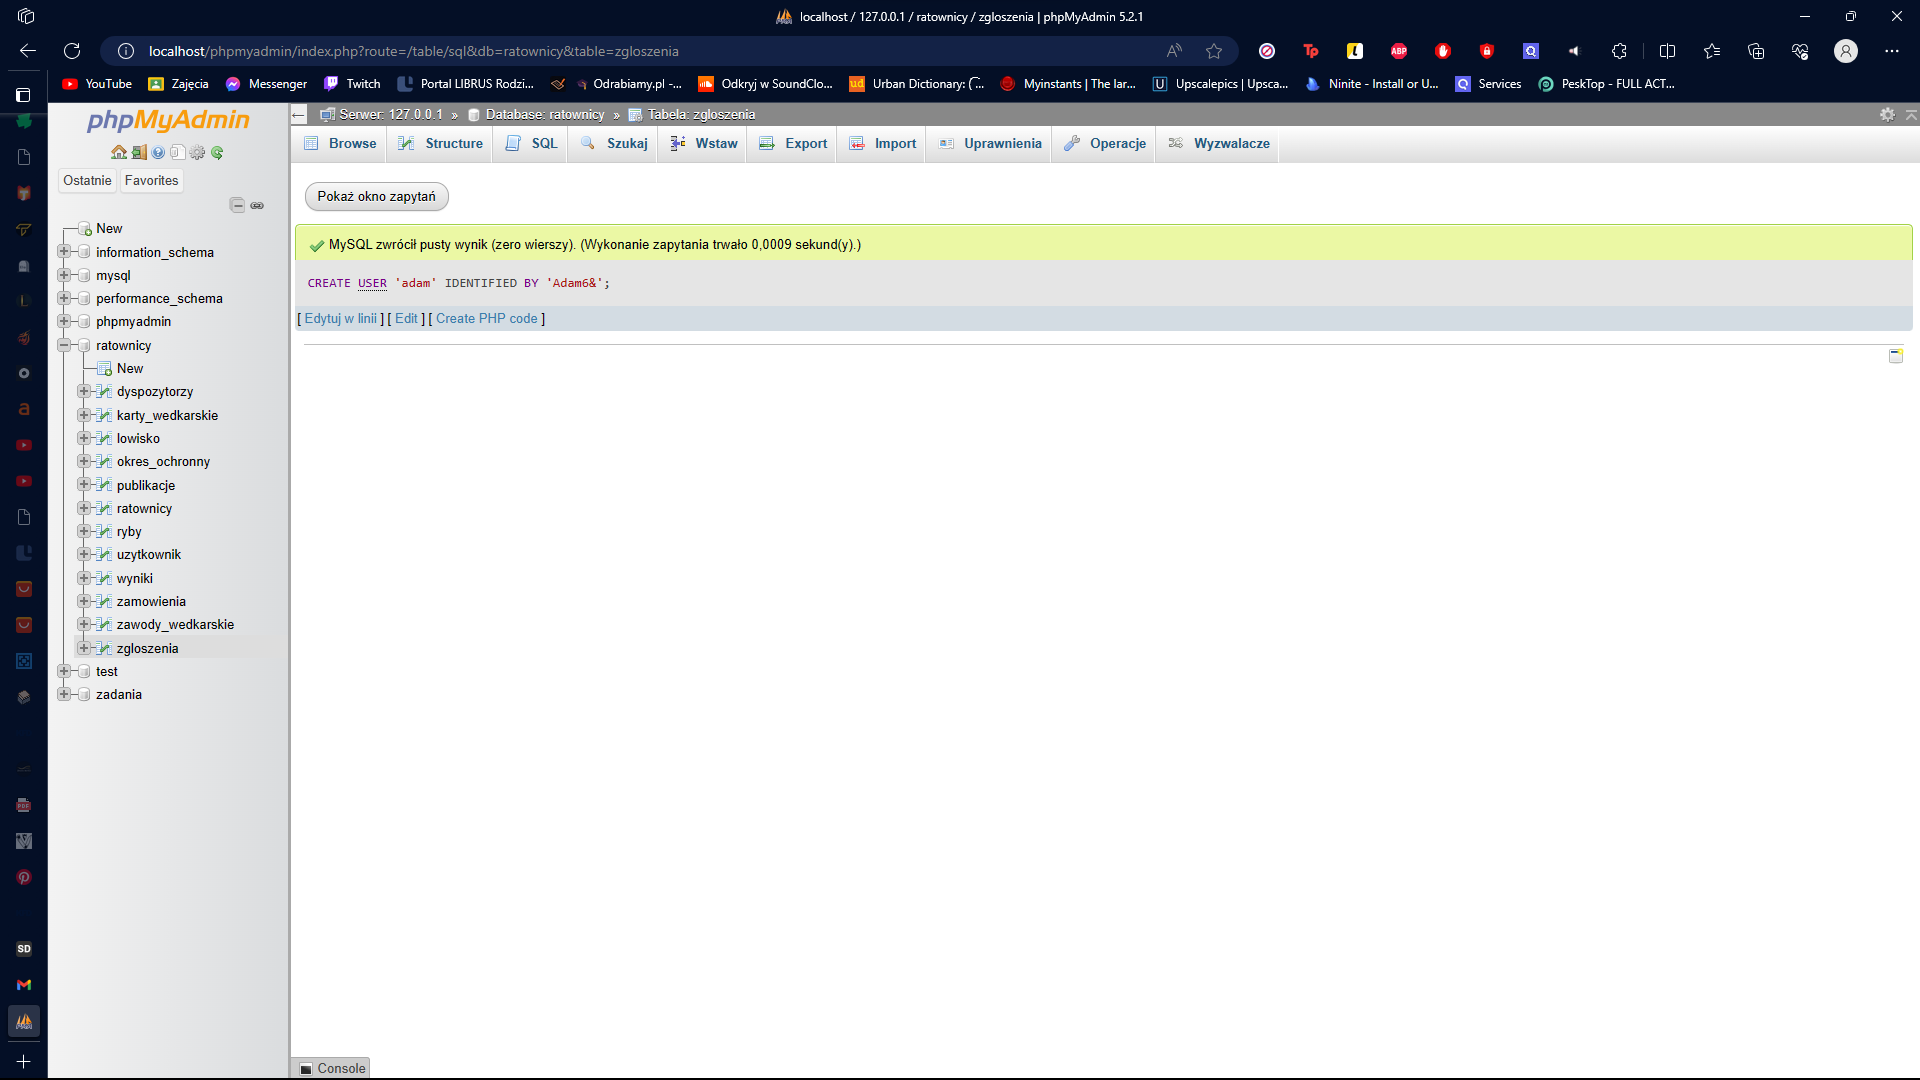 localhost / 127.0.0.1 / ratownicy / zgloszenia | phpMyAdmin 5.2.1
localhost/phpmyadmin/index.php?route=/table/sql&db=ratownicy&table=zgloszenia
YouTube Zajęcia Messenger Twitch Portal LIBRUS Rodzi... Odrabiamy.pl -... Odkryj w SoundClo... Urban Dictionary: ( ͡... Myinstants | The lar... Upscalepics | Upsca... Ninite - Install or U... Services PeskTop - FULL ACT...
phpMyAdmin
Ostatnie Favorites
New
information_schema
mysql
performance_schema
phpmyadmin
ratownicy
New
dyspozytorzy
karty_wedkarskie
lowisko
okres_ochronny
publikacje
ratownicy
ryby
uzytkownik
wyniki
zamowienia
zawody_wedkarskie
zgloszenia
test
zadania
Serwer: 127.0.0.1 » Database: ratownicy » Tabela: zgloszenia
Browse Structure SQL Szukaj Wstaw Export Import Uprawnienia Operacje Wyzwalacze
Pokaż okno zapytań
MySQL zwrócił pusty wynik (zero wierszy). (Wykonanie zapytania trwało 0,0009 sekund(y).)
CREATE USER 'adam' IDENTIFIED BY 'Adam6&';
[ Edytuj w linii ] [ Edit ] [ Create PHP code ]
Console